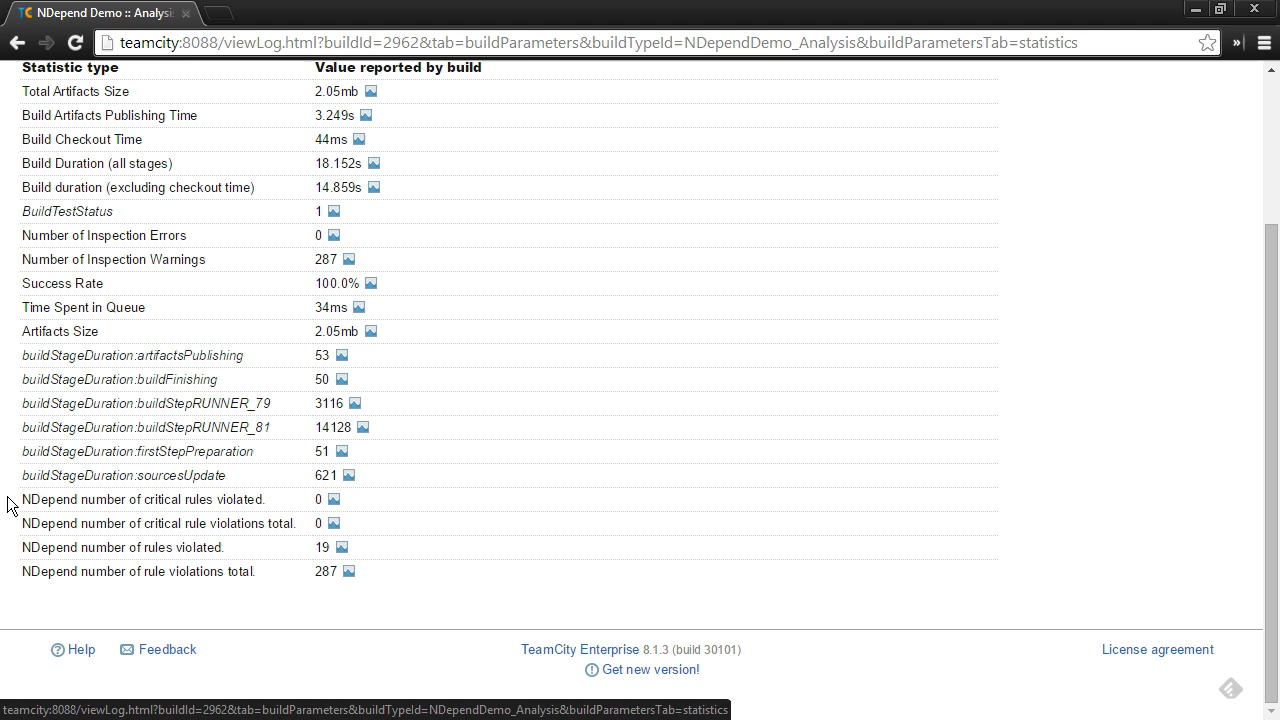 NDepend Demo :: Analysi
teamcity:8088/viewLog.html?buildId=2962&tab=buildParameters&buildTypeId=NDependDemo_Analysis&buildParametersTab=statistics
Statistic type Value reported by build
Total Artifacts Size 2.05mb
Build Artifacts Publishing Time 3.249s
Build Checkout Time 44ms
Build Duration (all stages) 18.152s
Build duration (excluding checkout time) 14.859s
BuildTestStatus 1
Number of Inspection Errors 0
Number of Inspection Warnings 287
Success Rate 100.0%
Time Spent in Queue 34ms
Artifacts Size 2.05mb
buildStageDuration:artifactsPublishing 53
buildStageDuration:buildFinishing 50
buildStageDuration:buildStepRUNNER_79 3116
buildStageDuration:buildStepRUNNER_81 14128
buildStageDuration:firstStepPreparation 51
buildStageDuration:sourcesUpdate 621
NDepend number of critical rules violated. 0
NDepend number of critical rule violations total. 0
NDepend number of rules violated. 19
NDepend number of rule violations total. 287
Help Feedback TeamCity Enterprise 8.1.3 (build 30101) License agreement
Get new version!
teamcity:8088/viewLog.html?buildId=2962&tab=buildParameters&buildTypeId=NDependDemo_Analysis&buildParametersTab=statistics